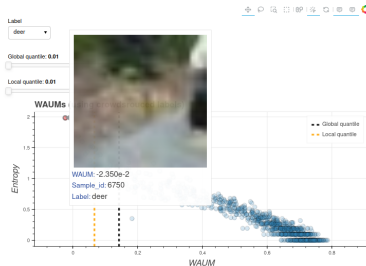 Label
deer
Global quantile: 0.01
Local quantile: 0.01
WAUMs
WAUM: -2.350e-2
Sample_id: 6750
Label: deer
Global quantile
Local quantile
Entropy
2
1.5
1
0.5
0
0
0.2
0.4
0.6
0.8
WAUM